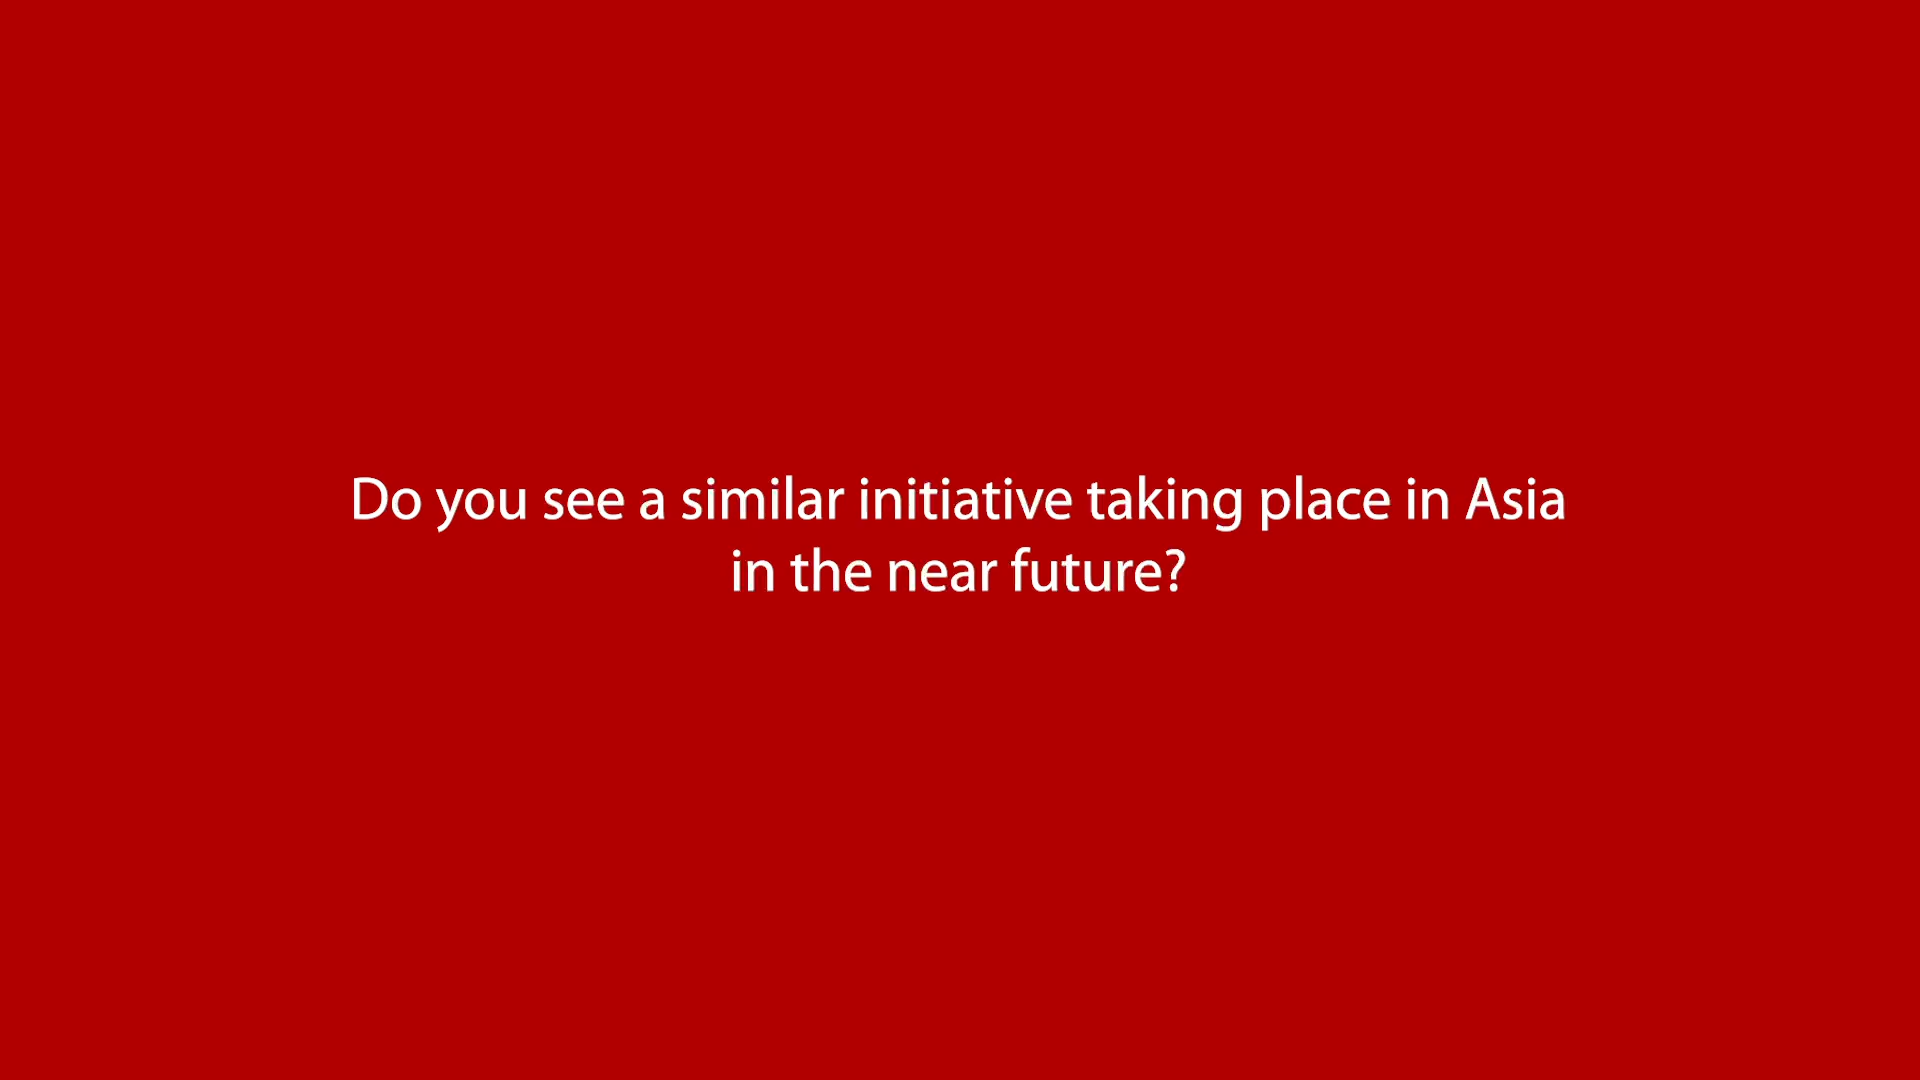 Do you see a similar initiative taking place in Asia
in the near future?